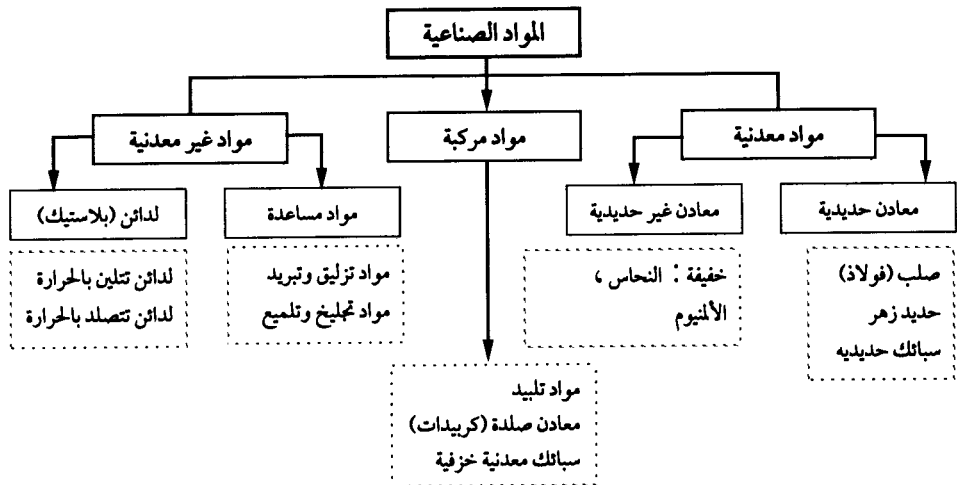 المواد الصناعية
مواد معدنية
مواد مركبة
مواد غير معدنية
معادن حديدية
معادن غير حديدية
مواد مساعدة
لدائن (بلاستيك)
صلب (فولاذ)
حديد زهر
سبائك حديديه
خفيفة : النحاس ،
الألمنيوم
مواد تزليق وتبريد
مواد تجليخ وتلميع
لدائن تتلين بالحرارة
لدائن تتصلد بالحرارة
مواد تلبيد
معادن صلدة (كربيدات)
سبائك معدنية خزفية